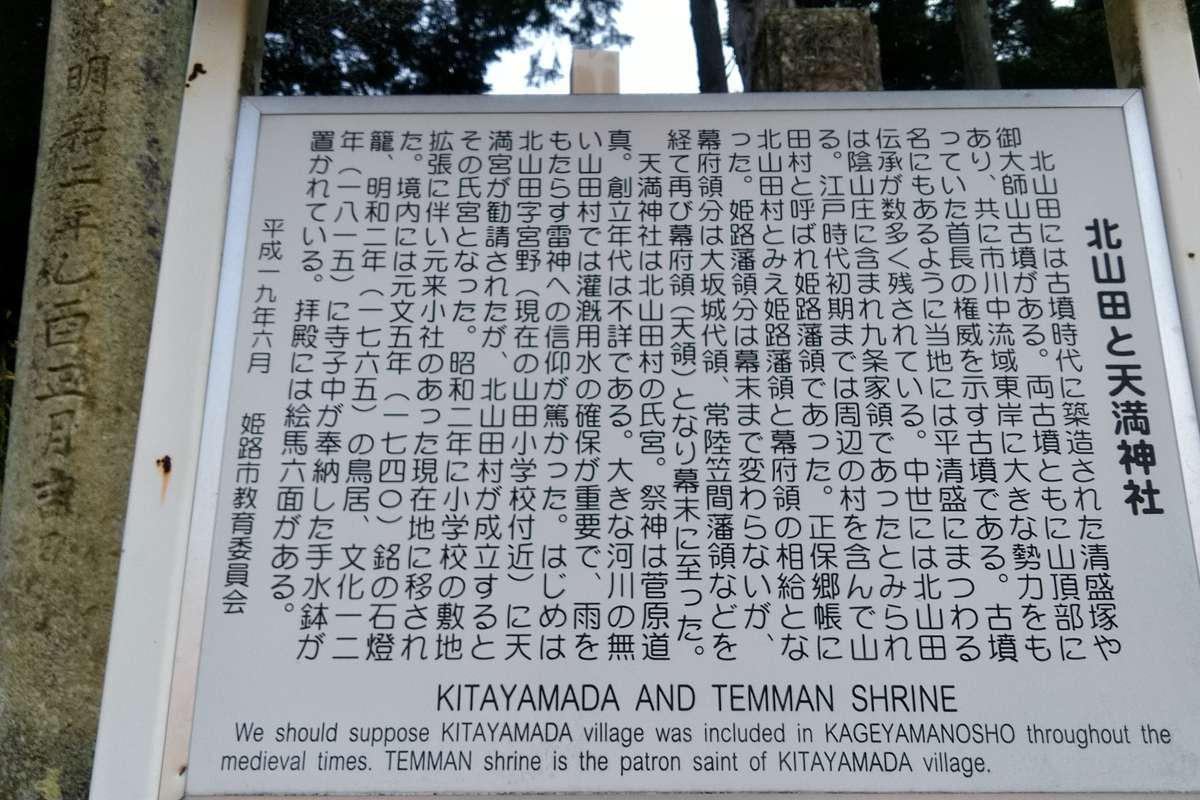 北山田と天満神社
北山田には古墳時代に築造された清盛塚や
御大師山古墳がある。両古墳ともに山頂部に
あり、共に市川中流域東岸に大きな勢力をも
っていた首長の権威を示す古墳である。古墳
名にもあるように当地には平清盛にまつわる
伝承が数多く残されている。中世には北山田
は陰山庄に含まれ九条家領であったとみられ
る。江戸時代初期までは周辺の村を含んで山
田村と呼ばれ姫路藩領であった。正保郷帳に
北山田村とみえ姫路藩領と幕府領の相給とな
った。姫路藩領分は幕末まで変わらないが、
幕府領分は大坂城代領、常陸笠間藩領などを
経て再び幕府領（天領）となり幕末に至った。
天満神社は北山田村の氏宮。祭神は菅原道
真。創立年代は不詳である。大きな河川の無
い山田村では灌漑用水の確保が重要で、雨を
もたらす雷神への信仰が篤かった。はじめは
北山田字宮野（現在の山田小学校付近）に天
満宮が勧請されたが、北山田村が成立すると
その氏宮となった。昭和二年に小学校の敷地
拡張に伴い元来小社のあった現在地に移され
た。境内には元文五年（一七四〇）銘の石燈
籠、明和二年（一七六五）の鳥居、文化一二
年（一八一五）に寺子中が奉納した手水鉢が
置かれている。拝殿には絵馬六面がある。
平成一九年六月 姫路市教育委員会
KITAYAMADA AND TEMMAN SHRINE
We should suppose KITAYAMADA village was included in KAGEYAMANOSHO throughout the
medieval times. TEMMAN shrine is the patron saint of KITAYAMADA village.
明和二年乙酉正月吉